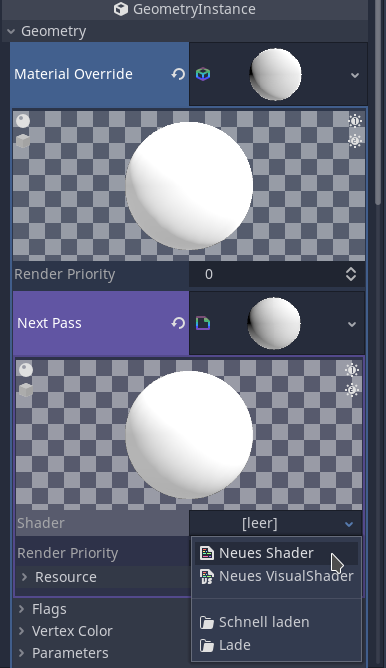 GeometryInstance
Geometry
Material Override
Render Priority 0
Next Pass
Shader [leer]
Neues Shader
Render Priority
Neues VisualShader
Resource
Flags
Schnell laden
Vertex Color
Lade
Parameters